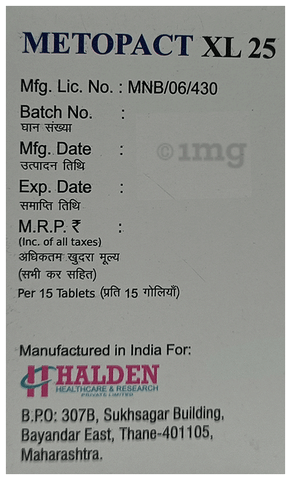 METOPACT XL 25
Mfg. Lic. No. : MNB/06/430
Batch No. :
घान संख्या
Mfg. Date :
उत्पादन तिथि
1mg
Exp. Date :
समाप्ति तिथि
M.R.P. ₹ :
(Inc. of all taxes)
अधिकतम खुदरा मूल्य
(सभी कर सहित)
Per 15 Tablets (प्रति 15 गोलियाँ)
Manufactured in India For:
HALDEN
HEALTHCARE & RESEARCH
PRIVATE LIMITED
B.P.O: 307B, Sukhsagar Building,
Bayandar East, Thane-401105,
Maharashtra.